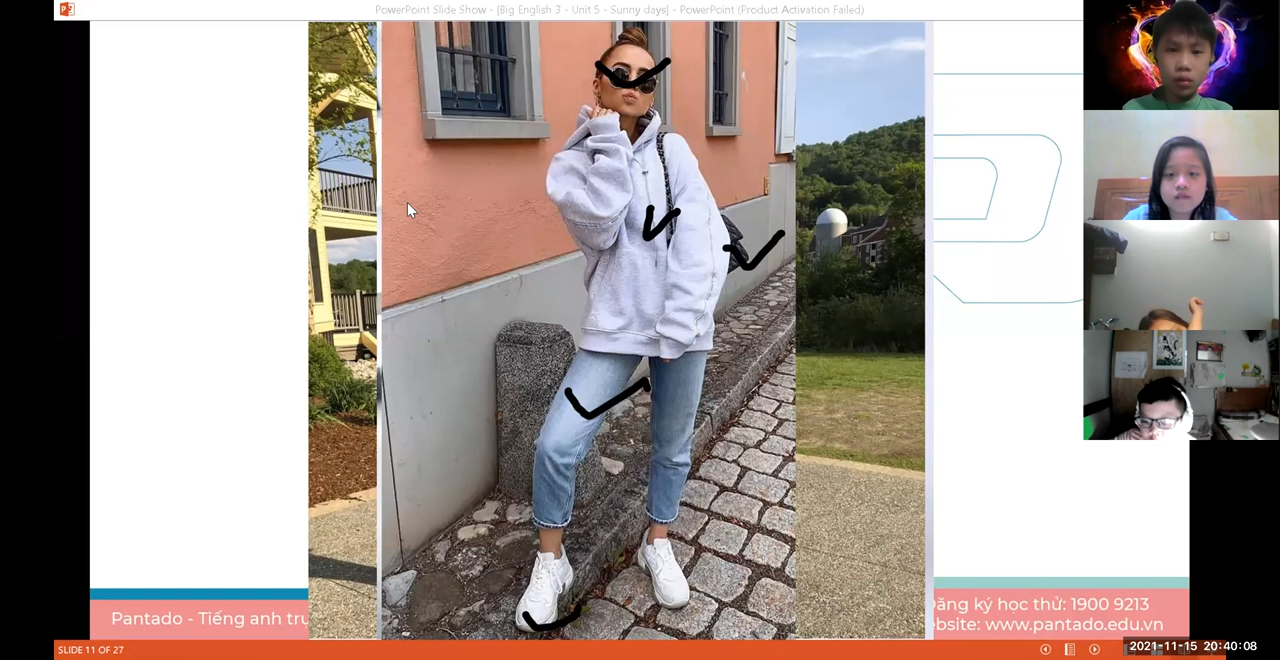 PowerPoint Slide Show - [Big English 3 - Unit 5 - Sunny days] - PowerPoint (Product Activation Failed)
Pantado - Tiếng anh trự
Đăng ký học thử: 1900 9213
ebsite: www.pantado.edu.vn
SLIDE 11 OF 27
2021-11-15 20:40:08